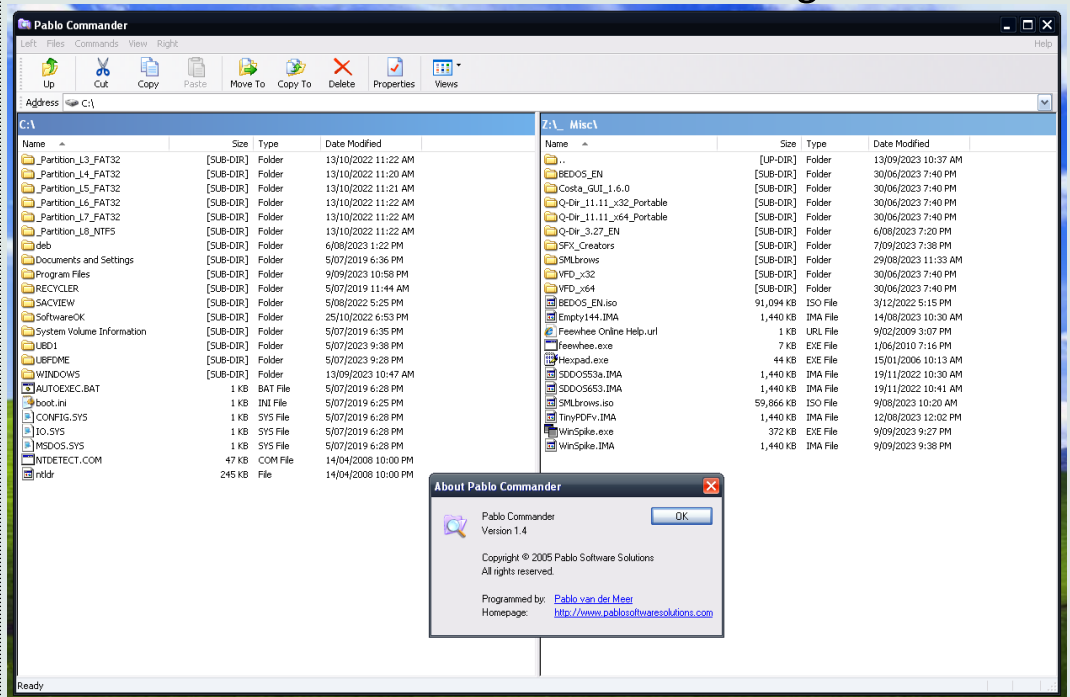 Pablo Commander
Left Files Commands View Right Help
Up Cut Copy Paste Move To Copy To Delete Properties Views
Address C:\
C:\
Name Size Type Date Modified
_Partition_L3_FAT32 [SUB-DIR] Folder 13/10/2022 11:22 AM
_Partition_L4_FAT32 [SUB-DIR] Folder 13/10/2022 11:20 AM
_Partition_L5_FAT32 [SUB-DIR] Folder 13/10/2022 11:21 AM
_Partition_L6_FAT32 [SUB-DIR] Folder 13/10/2022 11:22 AM
_Partition_L7_FAT32 [SUB-DIR] Folder 13/10/2022 11:22 AM
_Partition_L8_NTFS [SUB-DIR] Folder 13/10/2022 11:22 AM
deb [SUB-DIR] Folder 6/08/2023 1:22 PM
Documents and Settings [SUB-DIR] Folder 5/07/2019 6:36 PM
Program Files [SUB-DIR] Folder 9/09/2023 10:58 PM
RECYCLER [SUB-DIR] Folder 5/07/2019 11:44 AM
SACVIEW [SUB-DIR] Folder 5/08/2022 5:25 PM
SoftwareOK [SUB-DIR] Folder 25/10/2022 6:53 PM
System Volume Information [SUB-DIR] Folder 5/07/2019 6:35 PM
UBD1 [SUB-DIR] Folder 5/07/2023 9:38 PM
UBFDME [SUB-DIR] Folder 5/07/2023 9:28 PM
WINDOWS [SUB-DIR] Folder 13/09/2023 10:47 AM
AUTOEXEC.BAT 1 KB BAT File 5/07/2019 6:28 PM
boot.ini 1 KB INI File 5/07/2019 6:25 PM
CONFIG.SYS 1 KB SYS File 5/07/2019 6:28 PM
IO.SYS 1 KB SYS File 5/07/2019 6:28 PM
MSDOS.SYS 1 KB SYS File 5/07/2019 6:28 PM
NTDETECT.COM 47 KB COM File 14/04/2008 10:00 PM
ntldr 245 KB File 14/04/2008 10:00 PM
Z:\_ Misc\
Name Size Type Date Modified
.. [UP-DIR] Folder 13/09/2023 10:37 AM
BEDOS_EN [SUB-DIR] Folder 30/06/2023 7:40 PM
Costa_GUI_1.6.0 [SUB-DIR] Folder 30/06/2023 7:40 PM
Q-Dir_11.11_x32_Portable [SUB-DIR] Folder 30/06/2023 7:40 PM
Q-Dir_11.11_x64_Portable [SUB-DIR] Folder 30/06/2023 7:40 PM
Q-Dir_3.27_EN [SUB-DIR] Folder 6/08/2023 7:20 PM
SFX_Creators [SUB-DIR] Folder 7/09/2023 7:38 PM
SMLbrows [SUB-DIR] Folder 29/08/2023 11:33 AM
VFD_x32 [SUB-DIR] Folder 30/06/2023 7:40 PM
VFD_x64 [SUB-DIR] Folder 30/06/2023 7:40 PM
BEDOS_EN.iso 91,094 KB ISO File 3/12/2022 5:15 PM
Empty144.IMA 1,440 KB IMA File 14/08/2023 10:30 AM
Feewhee Online Help.url 1 KB URL File 9/02/2009 3:07 PM
feewhee.exe 7 KB EXE File 1/06/2010 7:16 PM
Hexpad.exe 44 KB EXE File 15/01/2006 10:13 AM
SDDOS53a.IMA 1,440 KB IMA File 19/11/2022 10:30 AM
SDDOS653.IMA 1,440 KB IMA File 19/11/2022 10:41 AM
SMLbrows.iso 59,866 KB ISO File 9/08/2023 10:20 AM
TinyPDFv.IMA 1,440 KB IMA File 12/08/2023 12:02 PM
WinSpike.exe 372 KB EXE File 9/09/2023 9:27 PM
WinSpike.IMA 1,440 KB IMA File 9/09/2023 9:38 PM
About Pablo Commander
Pablo Commander OK
Version 1.4
Copyright © 2005 Pablo Software Solutions
All rights reserved.
Programmed by: Pablo van der Meer
Homepage: http://www.pablosoftwaresolutions.com
Ready